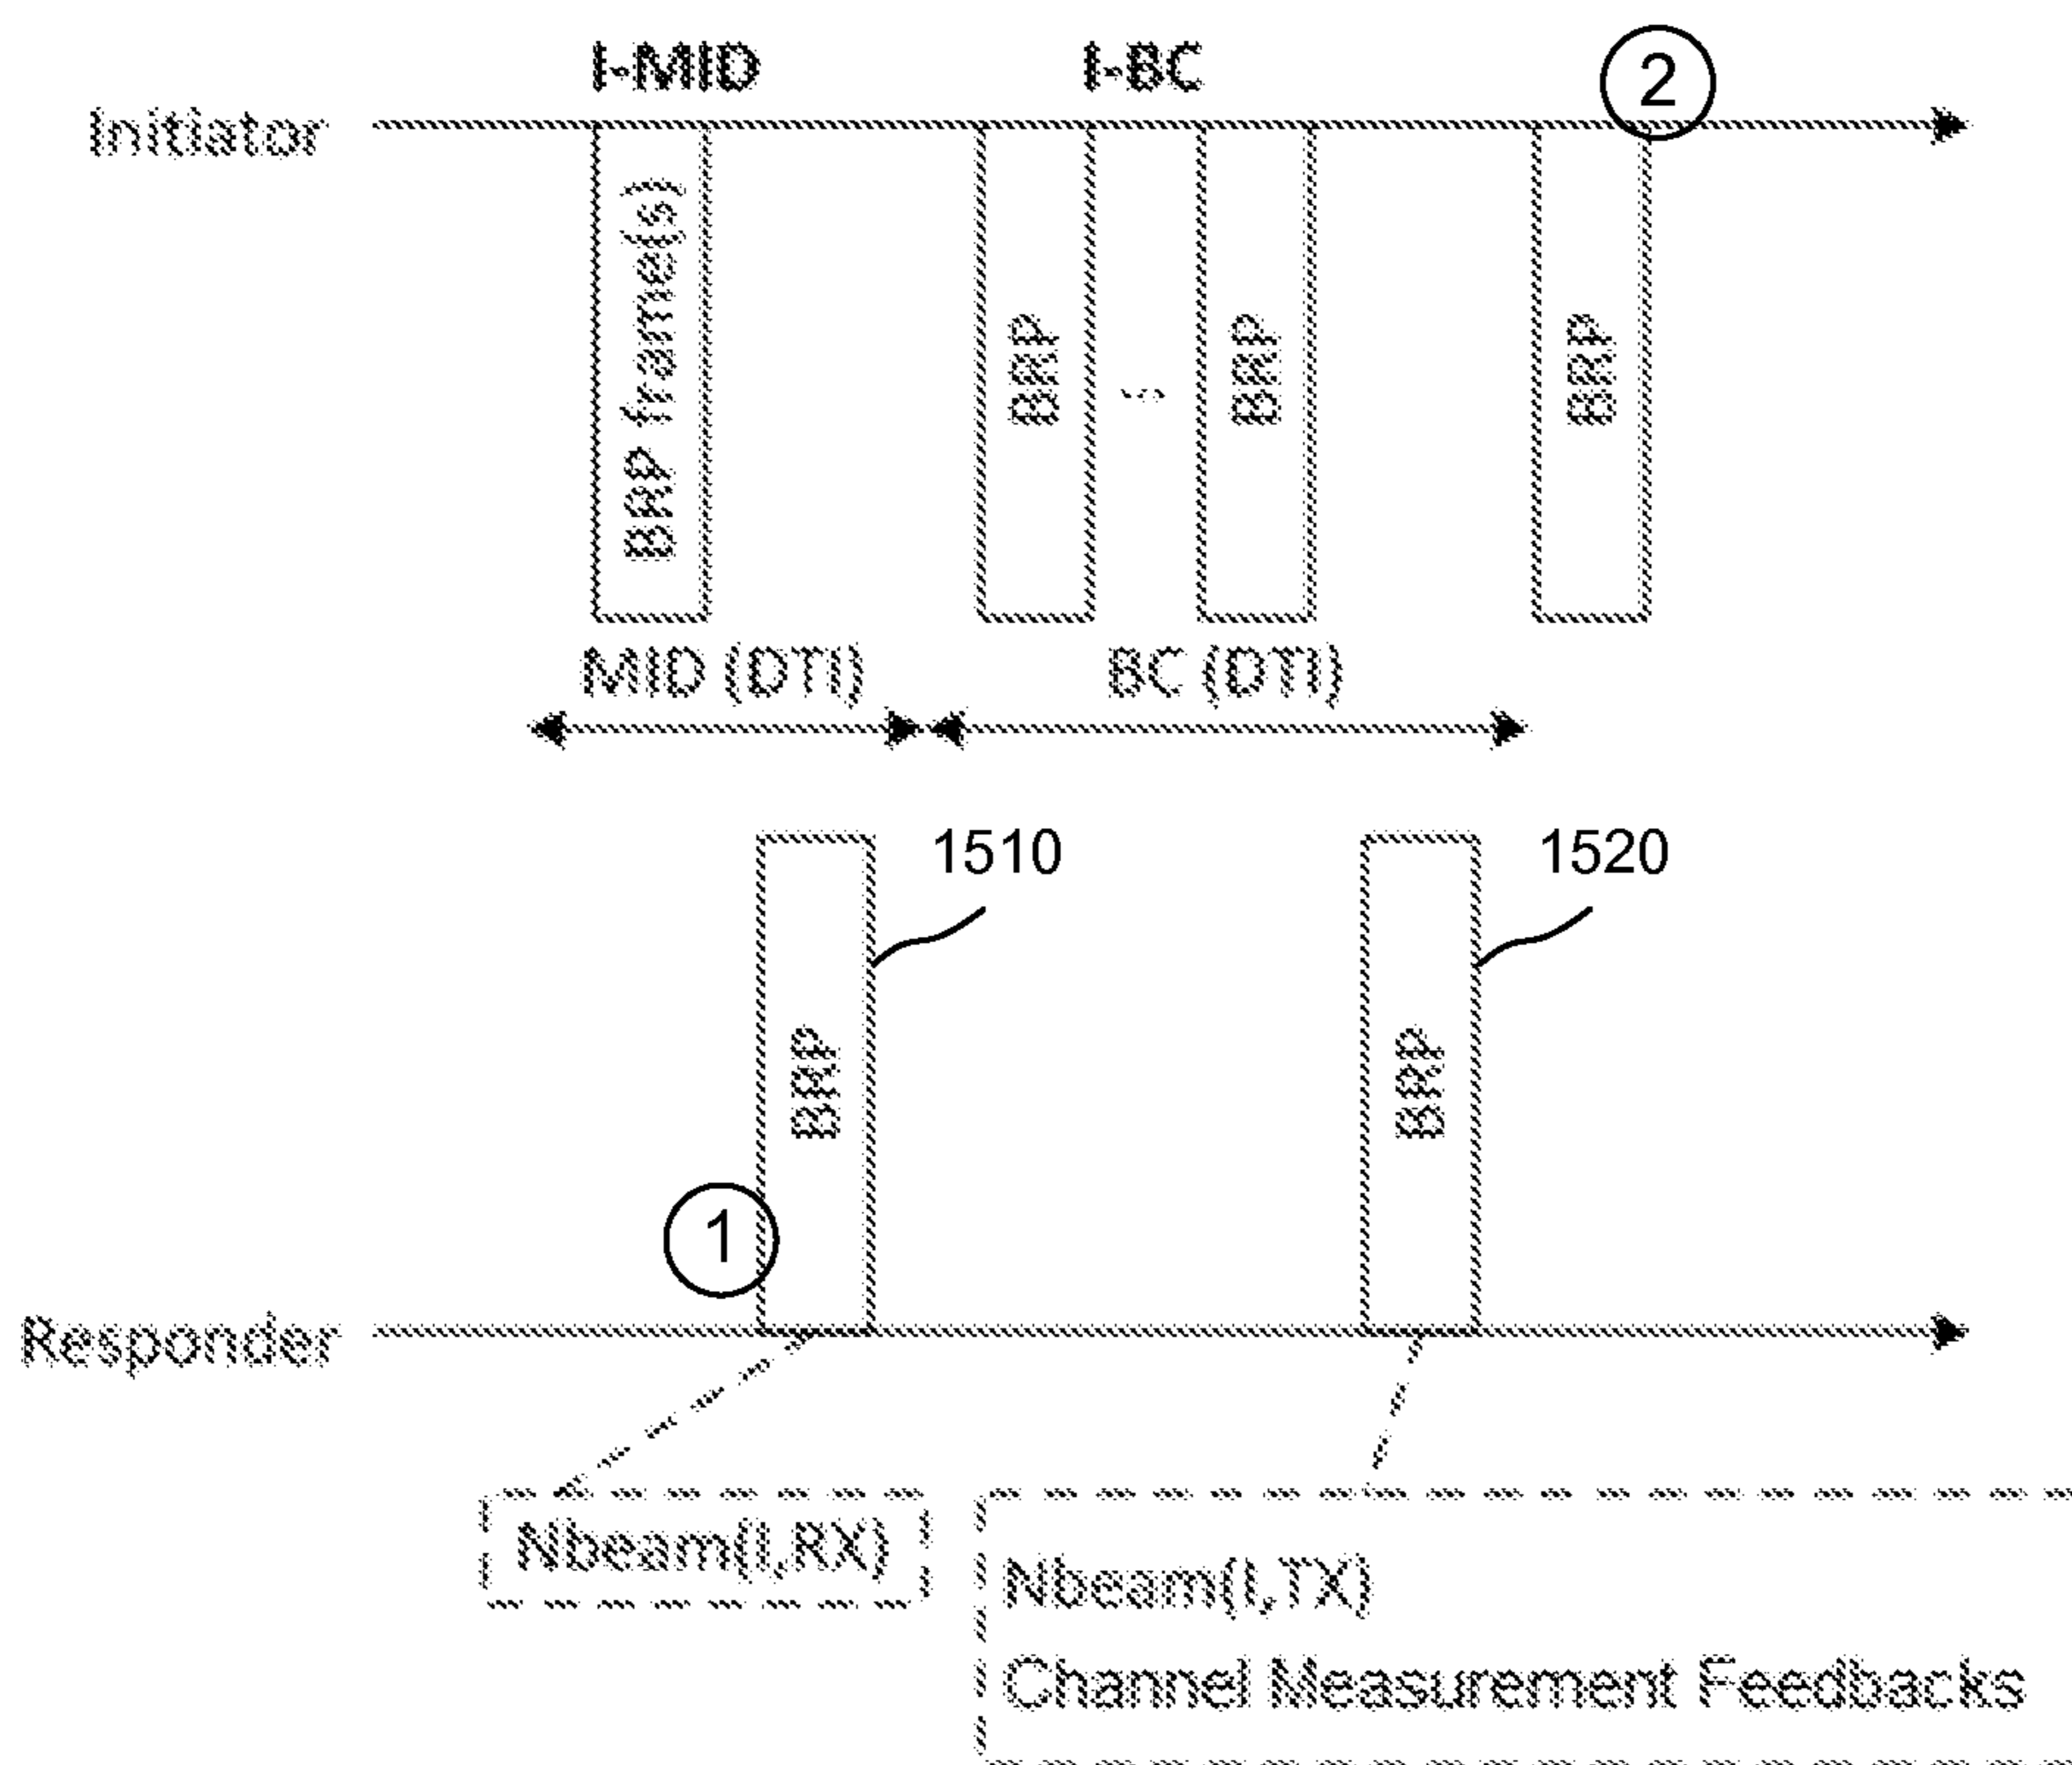 I-MID
I-BC
2
Initiator
BRP frame(s)
BRP
BRP
BRP
MID (DTI)
BC (DTI)
1510
1520
BRP
BRP
1
Responder
Nbeam(I,RX)
Nbeam(I,TX)
Channel Measurement Feedbacks